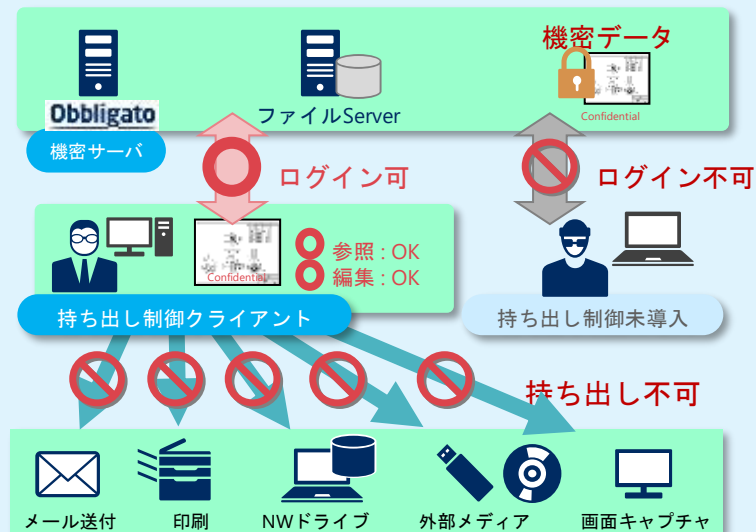 機密データ
Confidential
Obbligato
ファイルServer
機密サーバ
ログイン可
ログイン不可
Confidential
参照 : OK
編集 : OK
持ち出し制御クライアント
持ち出し制御未導入
持ち出し不可
メール送付
印刷
NWドライブ
外部メディア
画面キャプチャ